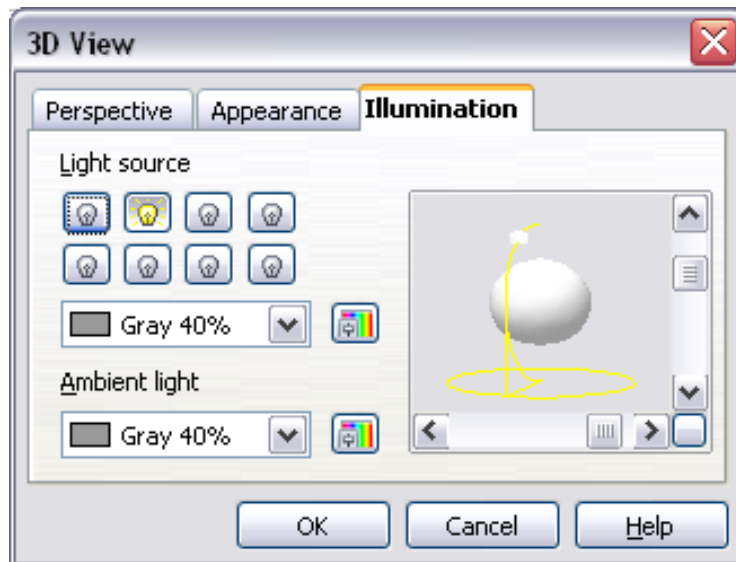 3D View
Perspective Appearance Illumination
Light source
Gray 40%
Ambient light
Gray 40%
OK Cancel Help